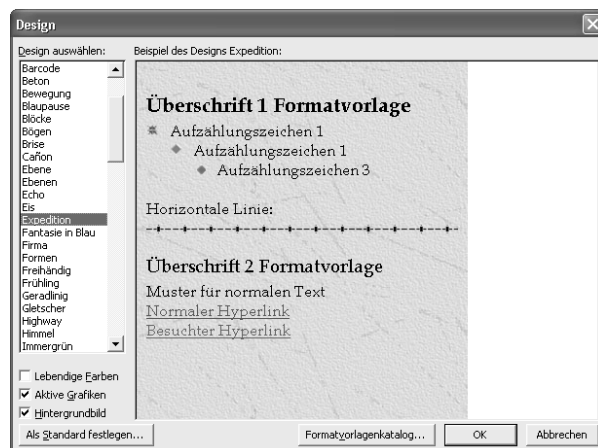 Design
Design auswählen:
Barcode
Beton
Bewegung
Blaupause
Blöcke
Bögen
Brise
Cañon
Ebene
Ebenen
Echo
Eis
Expedition
Fantasie in Blau
Firma
Formen
Freihändig
Frühling
Geradlinig
Gletscher
Highway
Himmel
Immergrün
Lebendige Farben
Aktive Grafiken
Hintergrundbild
Beispiel des Designs Expedition:
Überschrift 1 Formatvorlage
Aufzählungszeichen 1
Aufzählungszeichen 1
Aufzählungszeichen 3
Horizontale Linie:
Überschrift 2 Formatvorlage
Muster für normalen Text
Normaler Hyperlink
Besuchter Hyperlink
Als Standard festlegen...
Formatvorlagenkatalog...
OK
Abbrechen